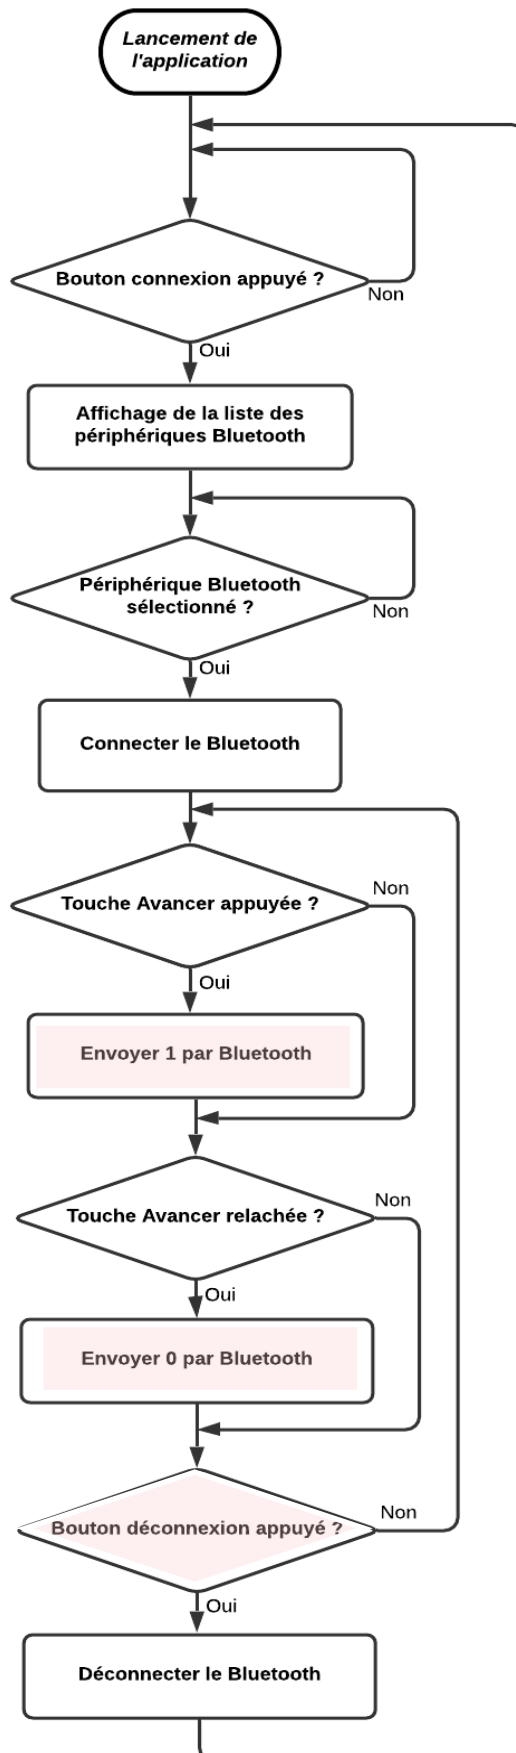 Lancement de
l'application
Bouton connexion appuyé ?
Non
Oui
Affichage de la liste des
périphériques Bluetooth
Périphérique Bluetooth
sélectionné ?
Non
Oui
Connecter le Bluetooth
Non
Touche Avancer appuyée ?
Oui
Envoyer 1 par Bluetooth
Non
Touche Avancer relachée ?
Oui
Envoyer 0 par Bluetooth
Non
Bouton déconnexion appuyé ?
Oui
Déconnecter le Bluetooth